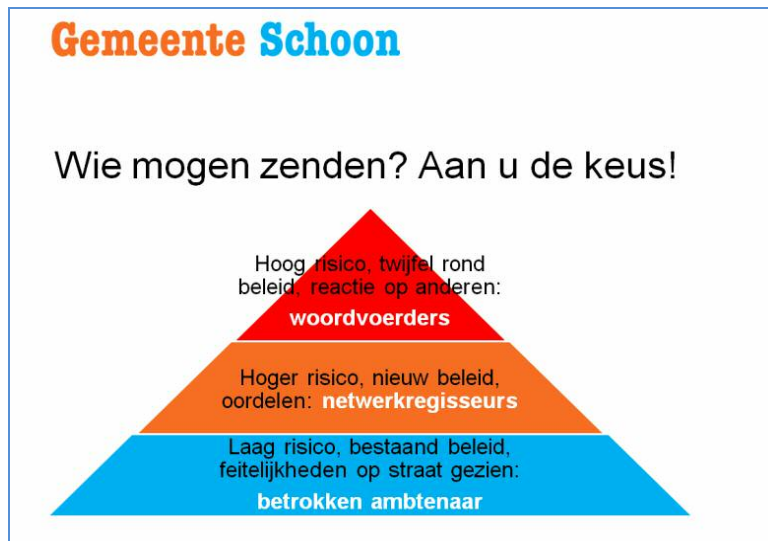 Gemeente Schoon
Wie mogen zenden? Aan u de keus!
Hoog risico, twijfel rond
beleid, reactie op anderen:
woordvoerders
Hoger risico, nieuw beleid,
oordelen: netwerkregisseurs
Laag risico, bestaand beleid,
feitelijkheden op straat gezien:
betrokken ambtenaar